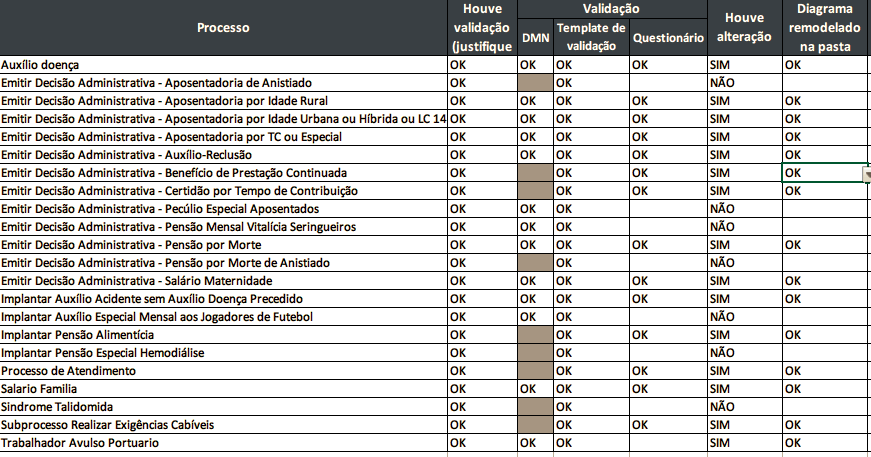 Processo Houve validação (justifique Validação DMN Template de validação Questionário Houve alteração Diagrama remodelado na pasta
Auxílio doença OK OK OK OK SIM OK
Emitir Decisão Administrativa - Aposentadoria de Anistiado OK OK NÃO
Emitir Decisão Administrativa - Aposentadoria por Idade Rural OK OK OK OK SIM OK
Emitir Decisão Administrativa - Aposentadoria por Idade Urbana ou Híbrida ou LC 14 OK OK OK OK SIM OK
Emitir Decisão Administrativa - Aposentadoria por TC ou Especial OK OK OK OK SIM OK
Emitir Decisão Administrativa - Auxílio-Reclusão OK OK OK OK SIM OK
Emitir Decisão Administrativa - Benefício de Prestação Continuada OK OK OK SIM OK
Emitir Decisão Administrativa - Certidão por Tempo de Contribuição OK OK OK SIM OK
Emitir Decisão Administrativa - Pecúlio Especial Aposentados OK OK OK NÃO
Emitir Decisão Administrativa - Pensão Mensal Vitalícia Seringueiros OK OK OK NÃO
Emitir Decisão Administrativa - Pensão por Morte OK OK OK OK SIM OK
Emitir Decisão Administrativa - Pensão por Morte de Anistiado OK OK NÃO
Emitir Decisão Administrativa - Salário Maternidade OK OK OK OK SIM OK
Implantar Auxílio Acidente sem Auxílio Doença Precedido OK OK OK OK SIM OK
Implantar Auxílio Especial Mensal aos Jogadores de Futebol OK OK OK NÃO
Implantar Pensão Alimentícia OK OK OK SIM OK
Implantar Pensão Especial Hemodiálise OK OK NÃO
Processo de Atendimento OK OK OK SIM OK
Salario Familia OK OK OK OK SIM OK
Sindrome Talidomida OK OK NÃO
Subprocesso Realizar Exigências Cabíveis OK OK OK SIM OK
Trabalhador Avulso Portuario OK OK OK SIM OK